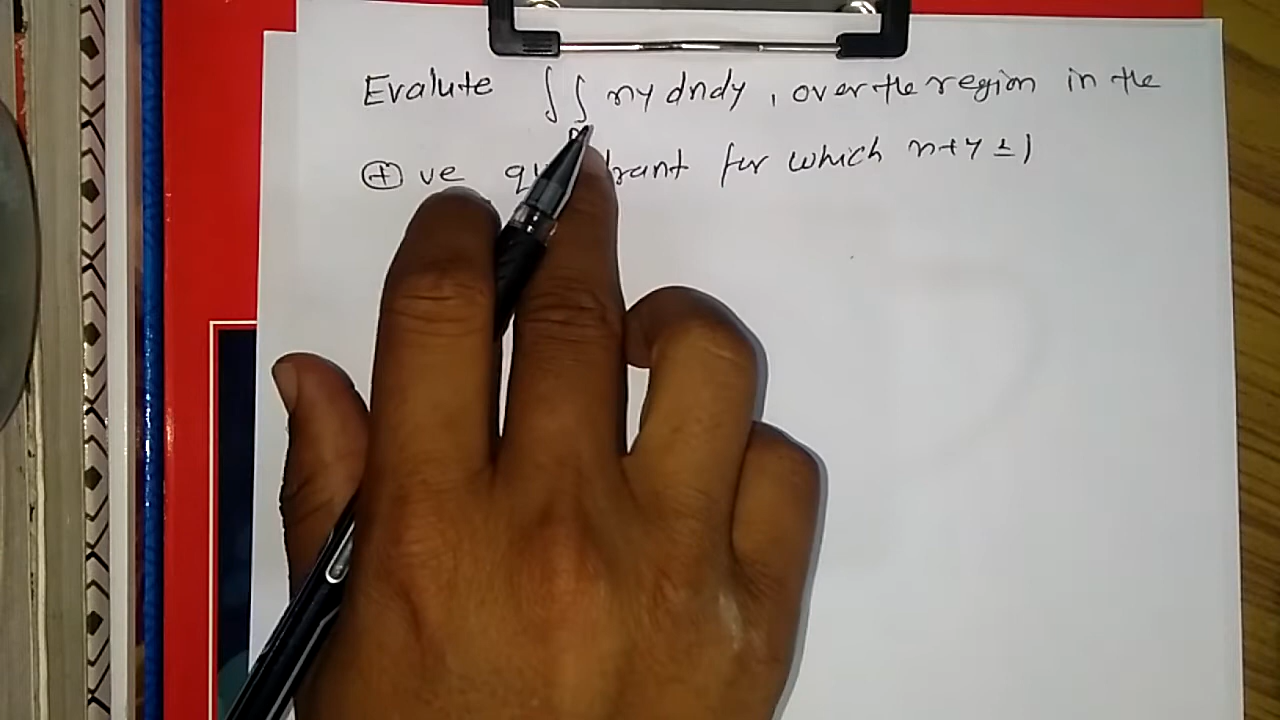 Evalute ∫∫ xy dxdy , over the region in the
⊕ ve for which x+y ≤ 1